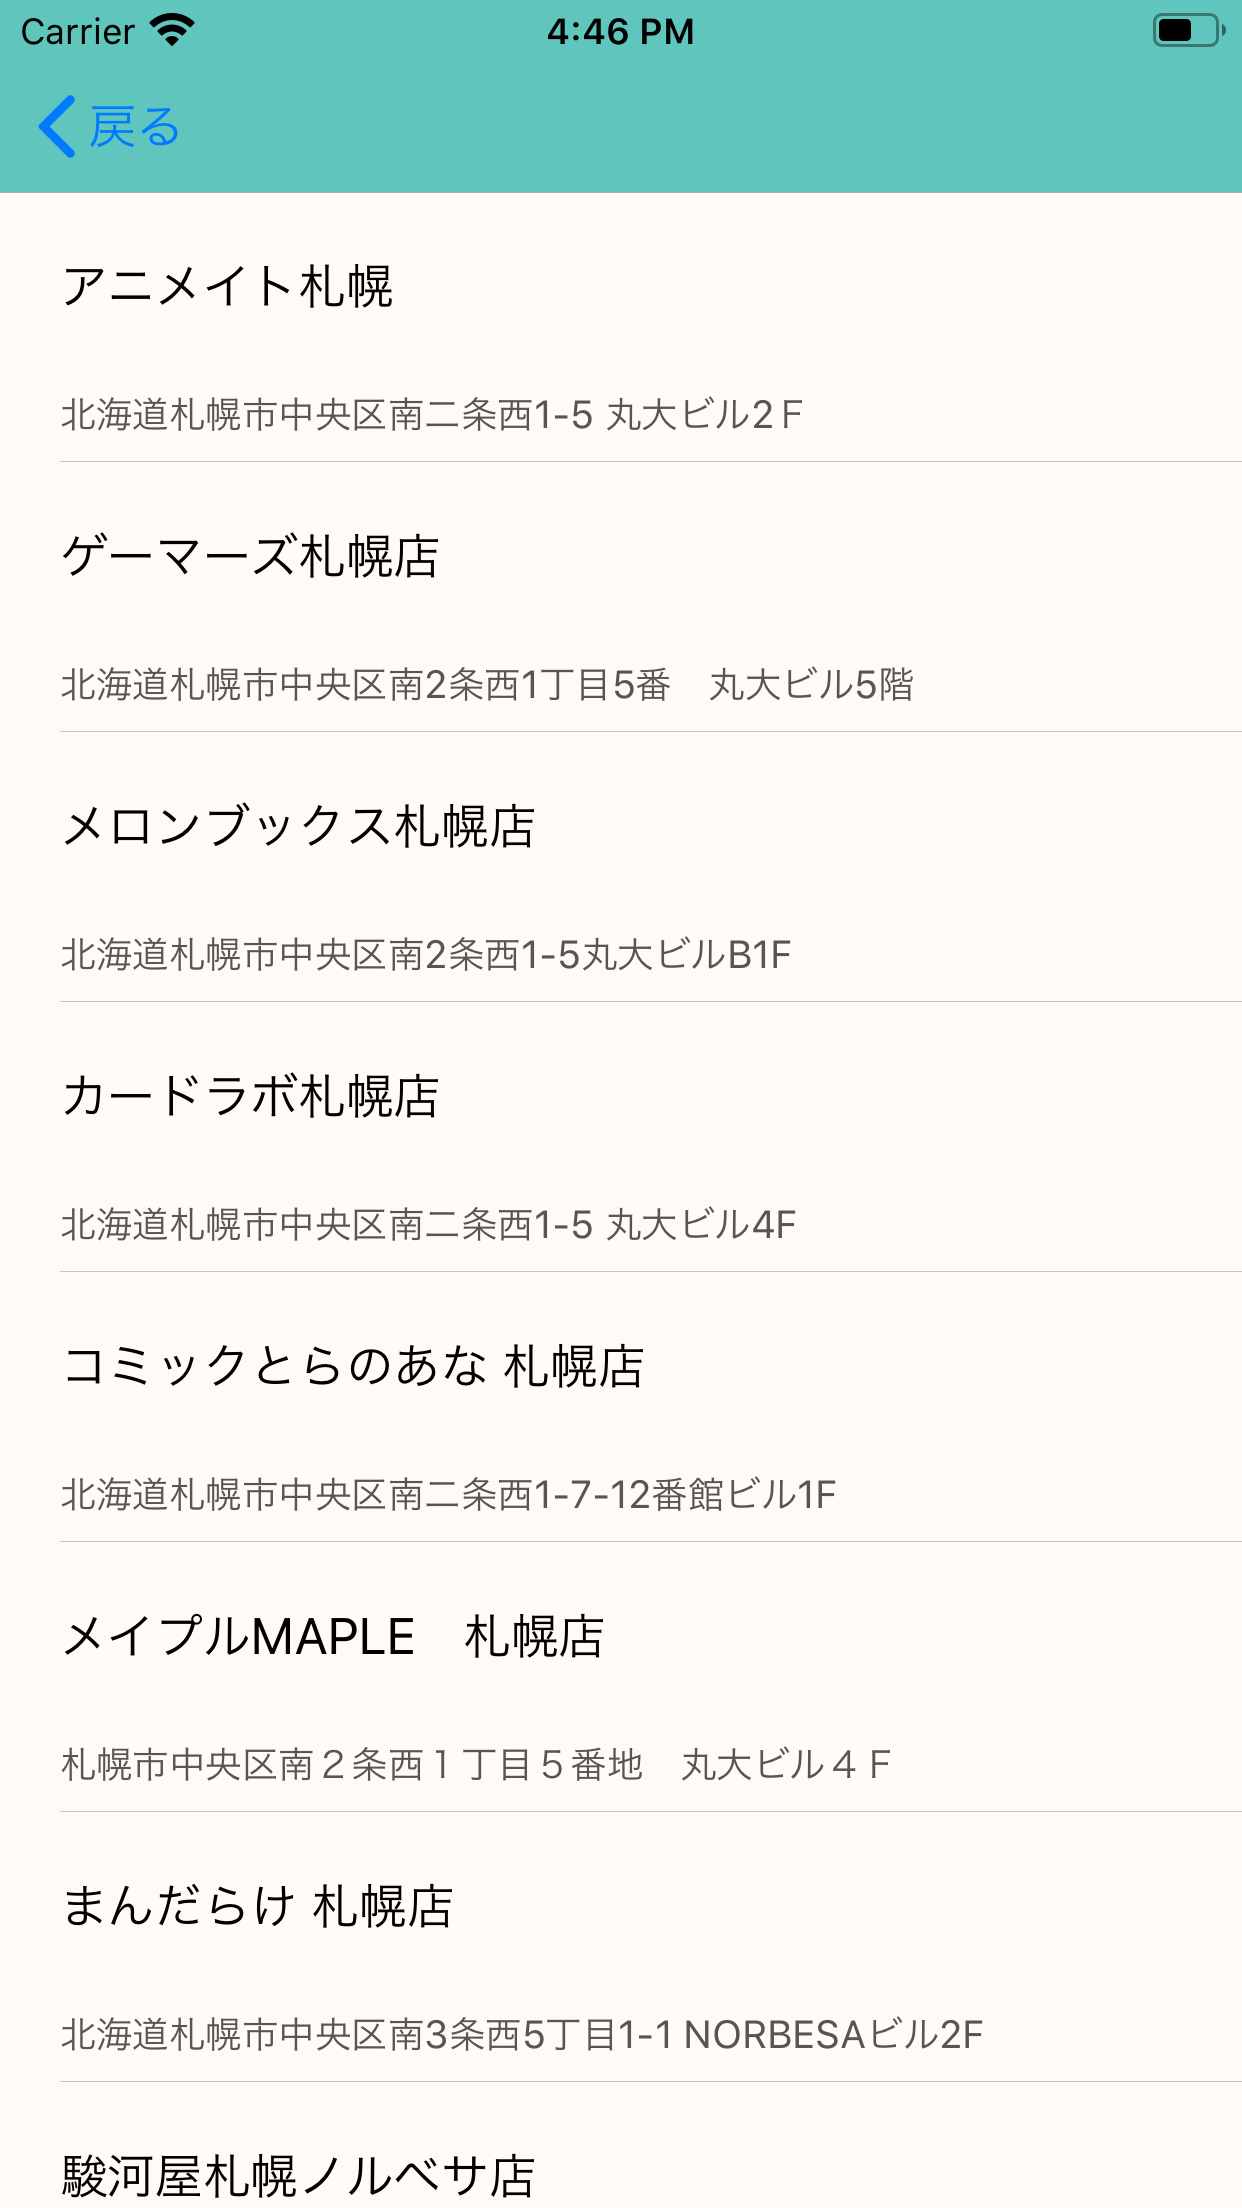 Carrier 4:46 PM
戻る
アニメイト札幌
北海道札幌市中央区南二条西1-5 丸大ビル2Ｆ
ゲーマーズ札幌店
北海道札幌市中央区南2条西1丁目5番　丸大ビル5階
メロンブックス札幌店
北海道札幌市中央区南2条西1-5丸大ビルB1F
カードラボ札幌店
北海道札幌市中央区南二条西1-5 丸大ビル4F
コミックとらのあな 札幌店
北海道札幌市中央区南二条西1-7-12番館ビル1F
メイプルMAPLE　札幌店
札幌市中央区南２条西１丁目５番地　丸大ビル４Ｆ
まんだらけ 札幌店
北海道札幌市中央区南3条西5丁目1-1 NORBESAビル2F
駿河屋札幌ノルベサ店